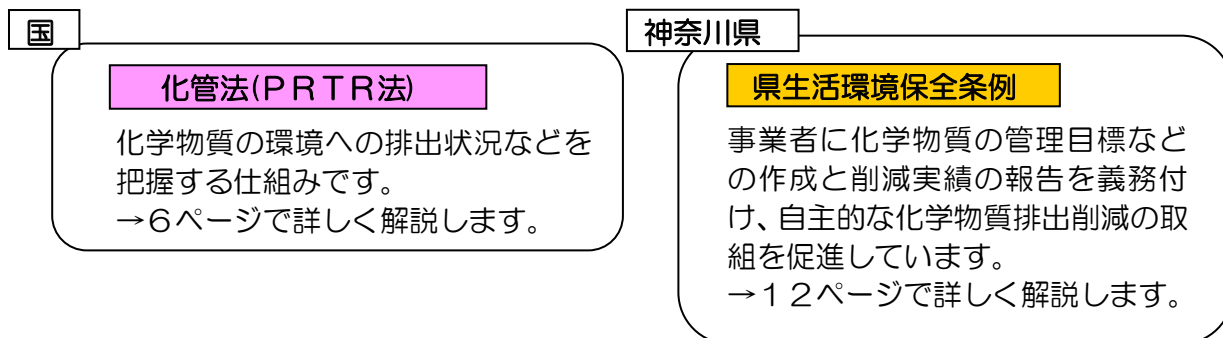 国
化管法(ＰＲＴＲ法)
化学物質の環境への排出状況などを
把握する仕組みです。
→６ページで詳しく解説します。
神奈川県
県生活環境保全条例
事業者に化学物質の管理目標など
の作成と削減実績の報告を義務付
け、自主的な化学物質排出削減の取
組を促進しています。
→１２ページで詳しく解説します。